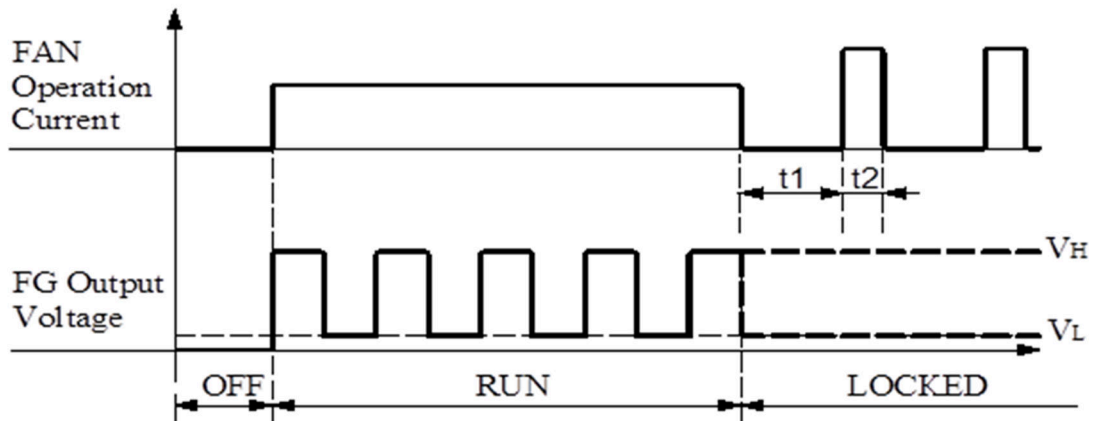 FAN
Operation
Current
t1 t2
FG Output
Voltage
VH
VL
OFF RUN LOCKED